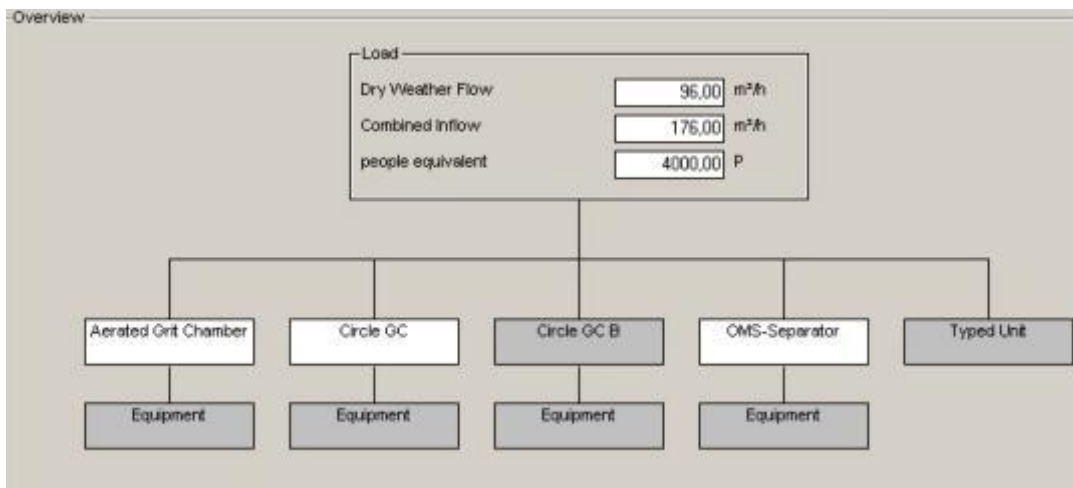 Overview
Load
Dry Weather Flow 96,00 m³/h
Combined Inflow 176,00 m³/h
people equivalent 4000,00 P
Aerated Grit Chamber Circle GC Circle GC B OMS-Separator Typed Unit
Equipment Equipment Equipment Equipment